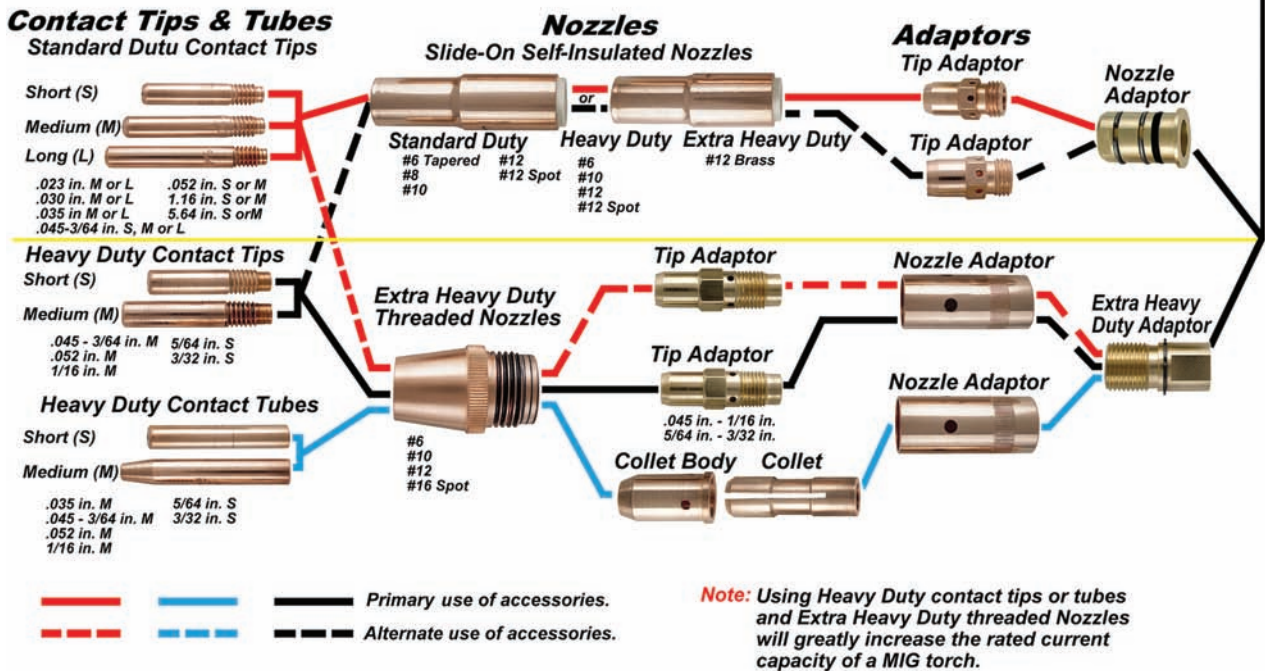 Contact Tips & Tubes
Standard Dutu Contact Tips
Short (S)
Medium (M)
Long (L)
.023 in. M or L
.030 in. M or L
.035 in M or L
.045-3/64 in. S, M or L
.052 in. S or M
1.16 in. S or M
5.64 in. S orM
Nozzles
Slide-On Self-Insulated Nozzles
or
Standard Duty
#6 Tapered
#8
#10
#12
#12 Spot
Heavy Duty
#6
#10
#12
#12 Spot
Extra Heavy Duty
#12 Brass
Adaptors
Tip Adaptor
Tip Adaptor
Nozzle
Adaptor
Heavy Duty Contact Tips
Short (S)
Medium (M)
.045 - 3/64 in. M
.052 in. M
1/16 in. M
5/64 in. S
3/32 in. S
Heavy Duty Contact Tubes
Short (S)
Medium (M)
.035 in. M
.045 - 3/64 in. M
.052 in. M
1/16 in. M
5/64 in. S
3/32 in. S
Extra Heavy Duty
Threaded Nozzles
#6
#10
#12
#16 Spot
Tip Adaptor
Tip Adaptor
.045 in. - 1/16 in.
5/64 in. - 3/32 in.
Collet Body
Collet
Nozzle Adaptor
Nozzle Adaptor
Extra Heavy
Duty Adaptor
Primary use of accessories.
Alternate use of accessories.
Note: Using Heavy Duty contact tips or tubes
and Extra Heavy Duty threaded Nozzles
will greatly increase the rated current
capacity of a MIG torch.